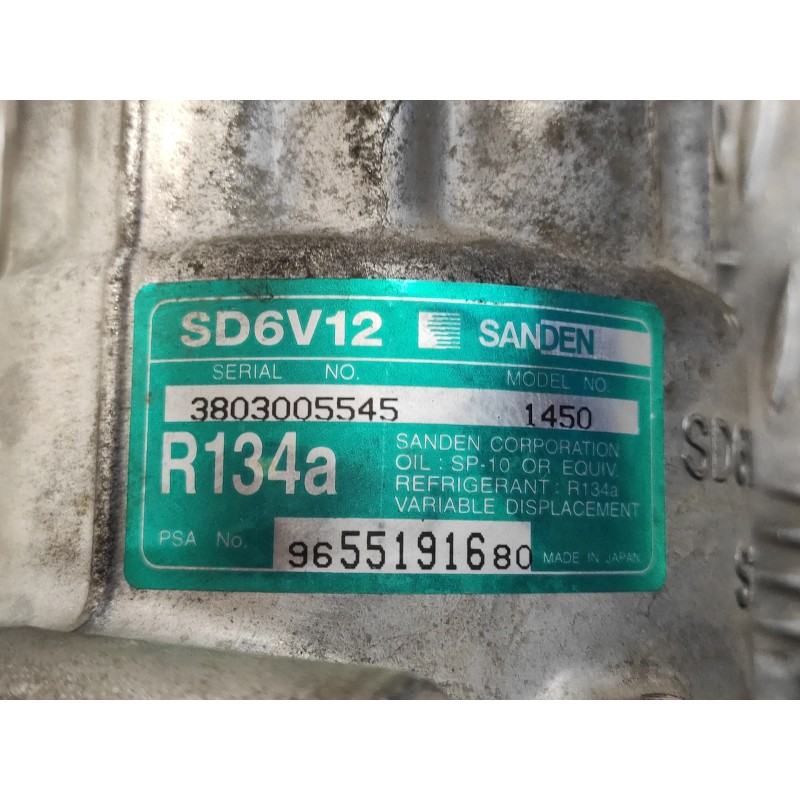 SD6V12 SANDEN
SERIAL NO. MODEL NO.
3803005545 1450
R134a
SANDEN CORPORATION
OIL : SP-10 OR EQUIV.
REFRIGERANT : R134a
VARIABLE DISPLACEMENT
PSA No. 9655191680 MADE IN JAPAN